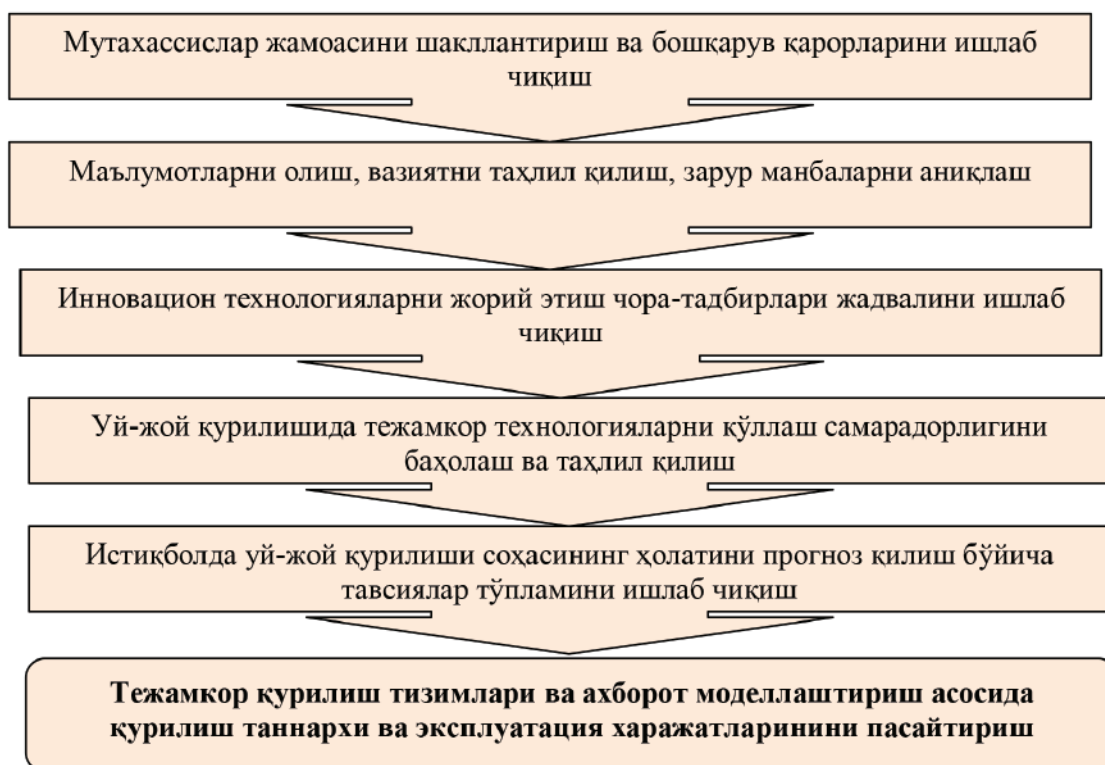 Мутахассислар жамоасини шакллантириш ва бошқарув қарорларини ишлаб
чиқиш
Маълумотларни олиш, вазиятни таҳлил қилиш, зарур манбаларни аниқлаш
Инновацион технологияларни жорий этиш чора-тадбирлари жадвалини ишлаб
чиқиш
Уй-жой қурилишида тежамкор технологияларни қўллаш самарадорлигини
баҳолаш ва таҳлил қилиш
Истиқболда уй-жой қурилиши соҳасининг ҳолатини прогноз қилиш бўйича
тавсиялар тўпламини ишлаб чиқиш
Тежамкор қурилиш тизимлари ва ахборот моделлаштириш асосида
қурилиш таннархи ва эксплуатация харажатларинини пасайтириш